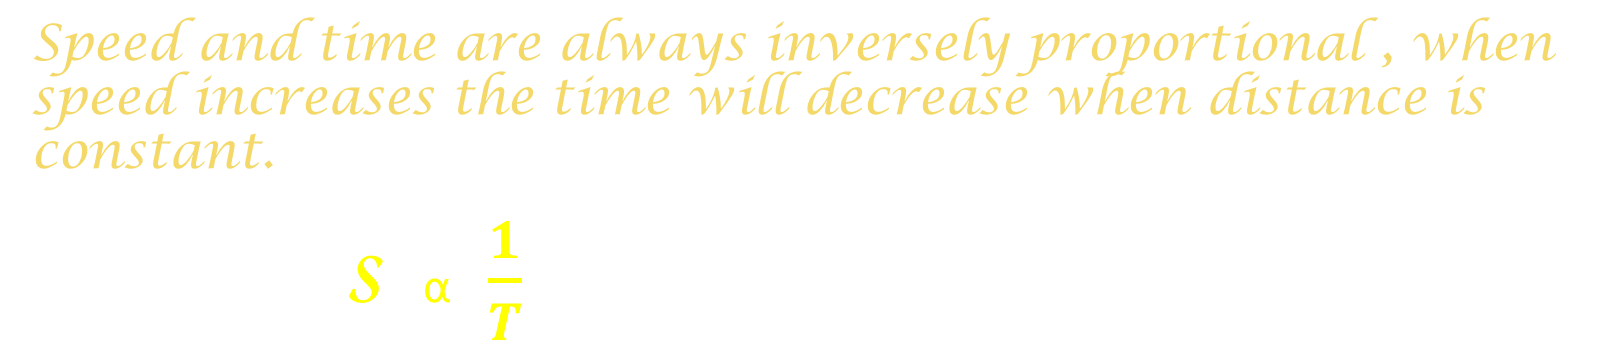 Speed and time are always inversely proportional , when
speed increases the time will decrease when distance is
constant.
S α 1/T